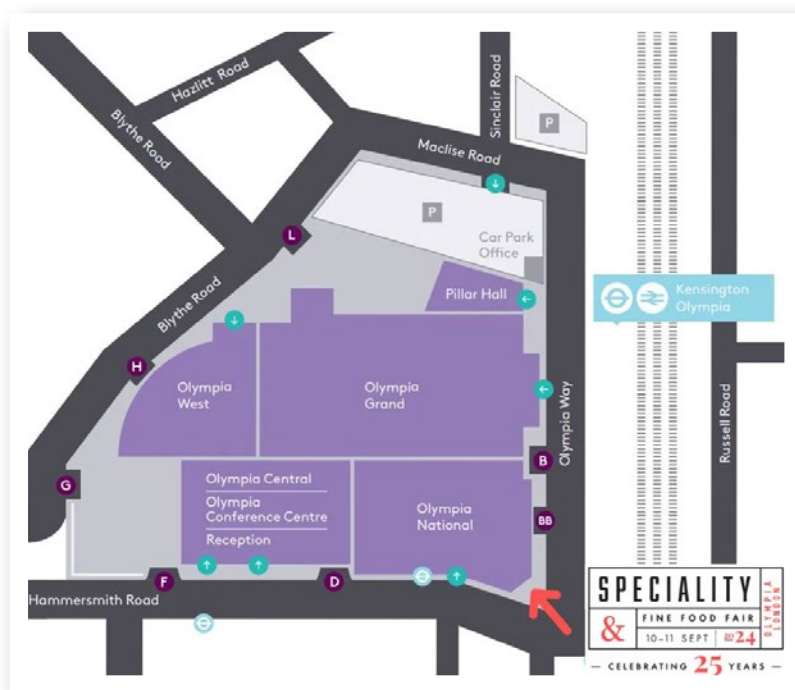 Hazlitt Road
Blythe Road
Sinclair Road
P
Maclise Road
P
L
Car Park
Office
Pillar Hall
Kensington
Olympia
Blythe Road
H
Olympia
West
Olympia
Grand
Olympia Way
Russell Road
B
G
Olympia Central
Olympia
Conference Centre
Reception
Olympia
National
BB
F
D
Hammersmith Road
SPECIALITY
&
FINE FOOD FAIR
10-11 SEPT
24
OLYMPIA
LONDON
CELEBRATING 25 YEARS